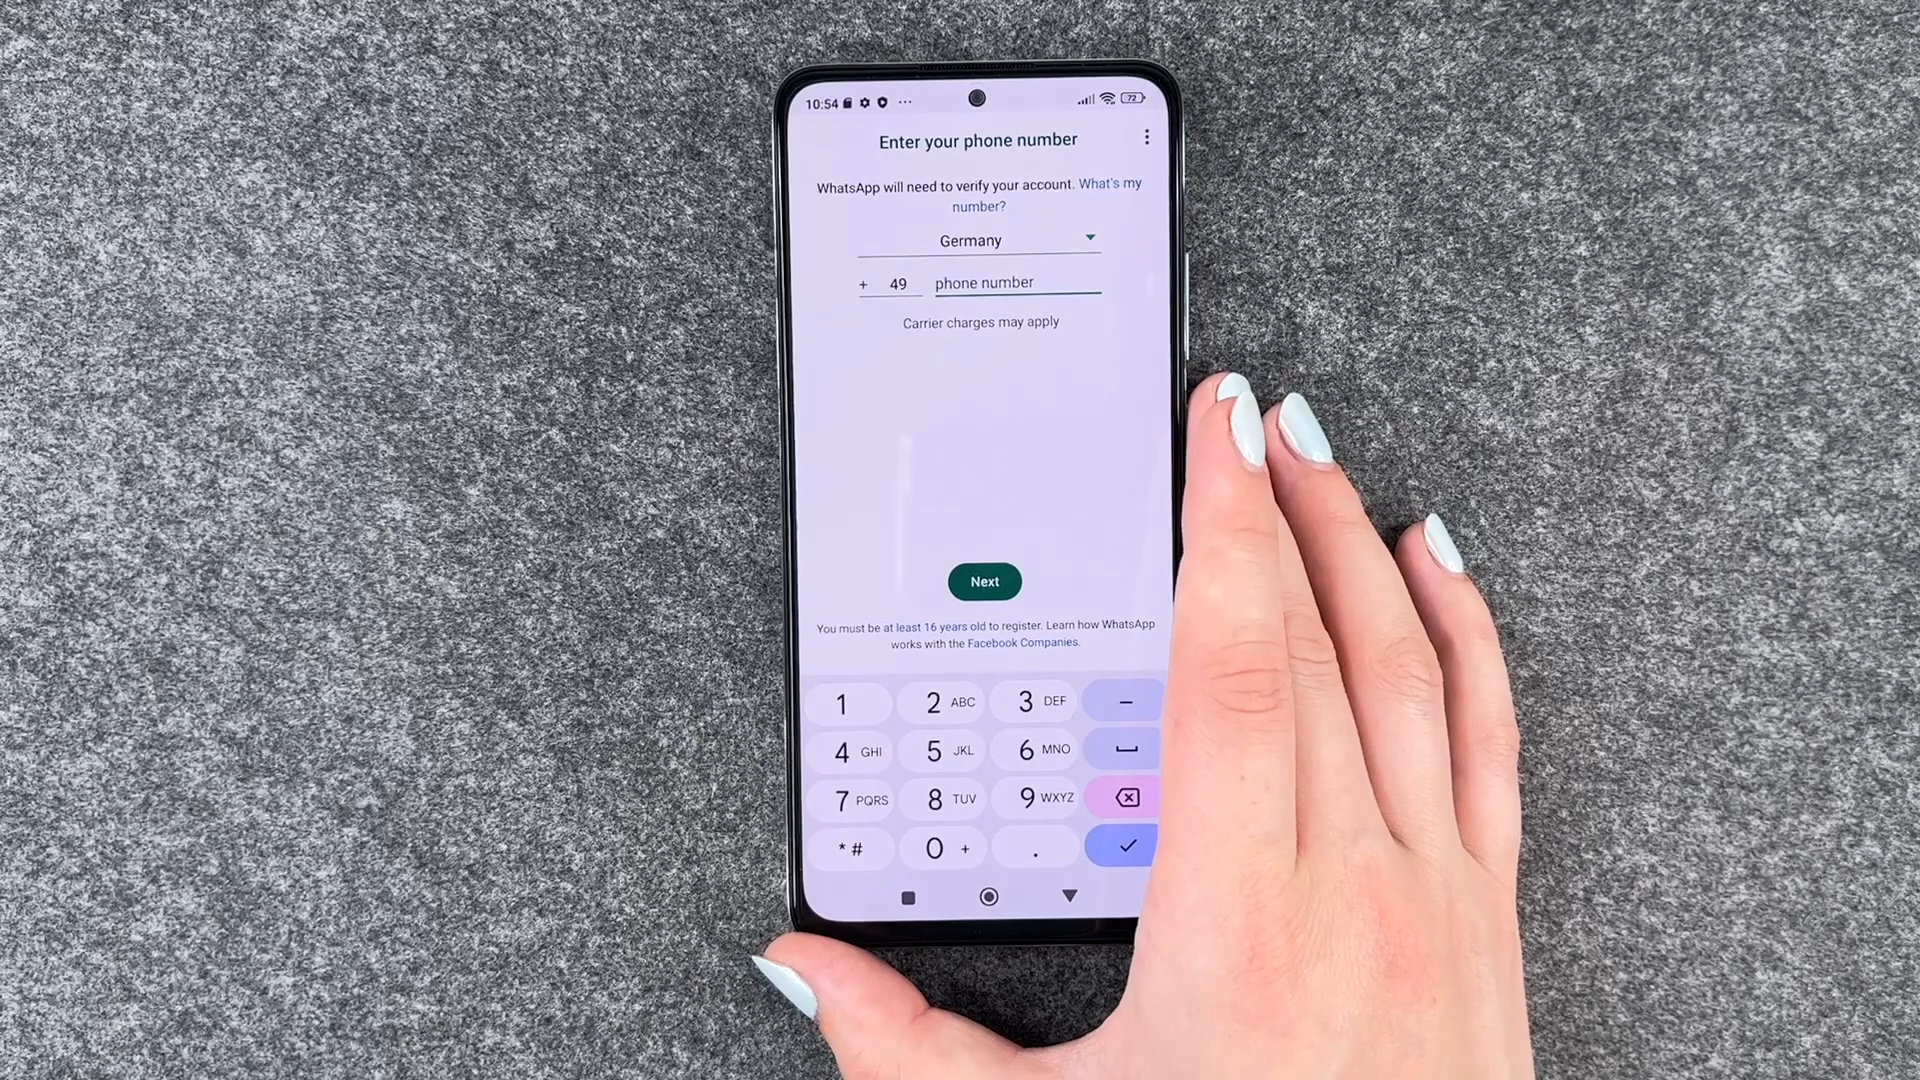 10:54 ... 72
Enter your phone number
WhatsApp will need to verify your account. What's my
number?
Germany
+ 49 phone number
Carrier charges may apply
Next
You must be at least 16 years old to register. Learn how WhatsApp
works with the Facebook Companies.
1 2 ABC 3 DEF –
4 GHI 5 JKL 6 MNO
7 PQRS 8 TUV 9 WXYZ
* # 0 + .